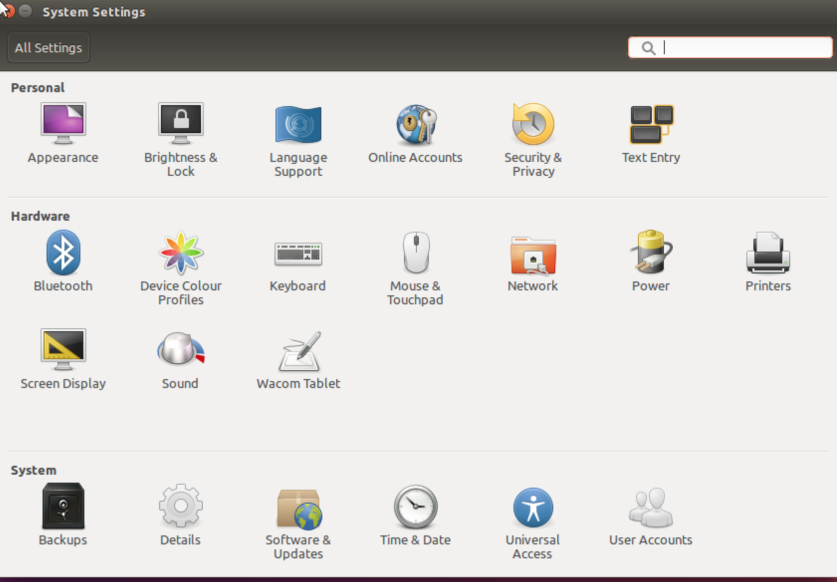 System Settings
All Settings
Personal
Appearance
Brightness &
Lock
Language
Support
Online Accounts
Security &
Privacy
Text Entry
Hardware
Bluetooth
Device Colour
Profiles
Keyboard
Mouse &
Touchpad
Network
Power
Printers
Screen Display
Sound
Wacom Tablet
System
Backups
Details
Software &
Updates
Time & Date
Universal
Access
User Accounts